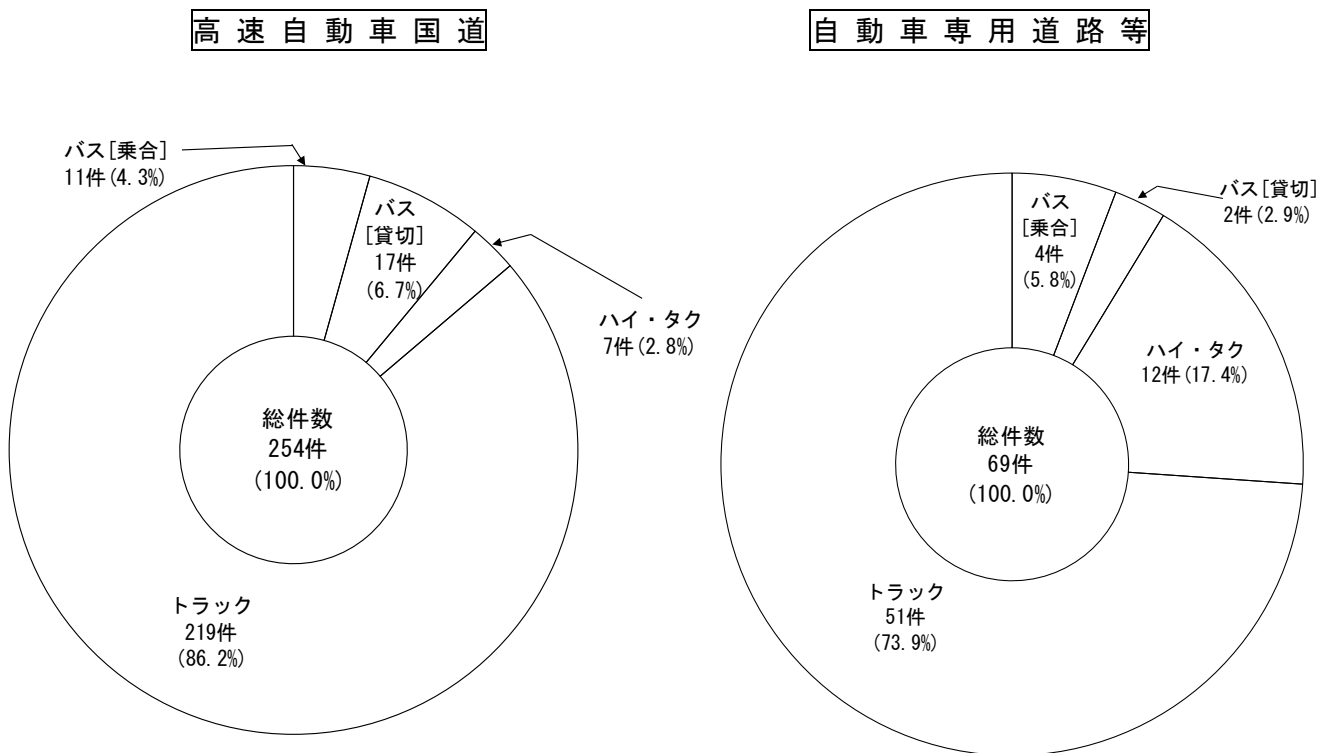 高速自動車国道
バス[乗合]
11件(4.3%)
バス
[貸切]
17件
(6.7%)
ハイ・タク
7件(2.8%)
総件数
254件
(100.0%)
トラック
219件
(86.2%)
自動車専用道路等
バス
[乗合]
4件
(5.8%)
バス[貸切]
2件(2.9%)
ハイ・タク
12件(17.4%)
総件数
69件
(100.0%)
トラック
51件
(73.9%)